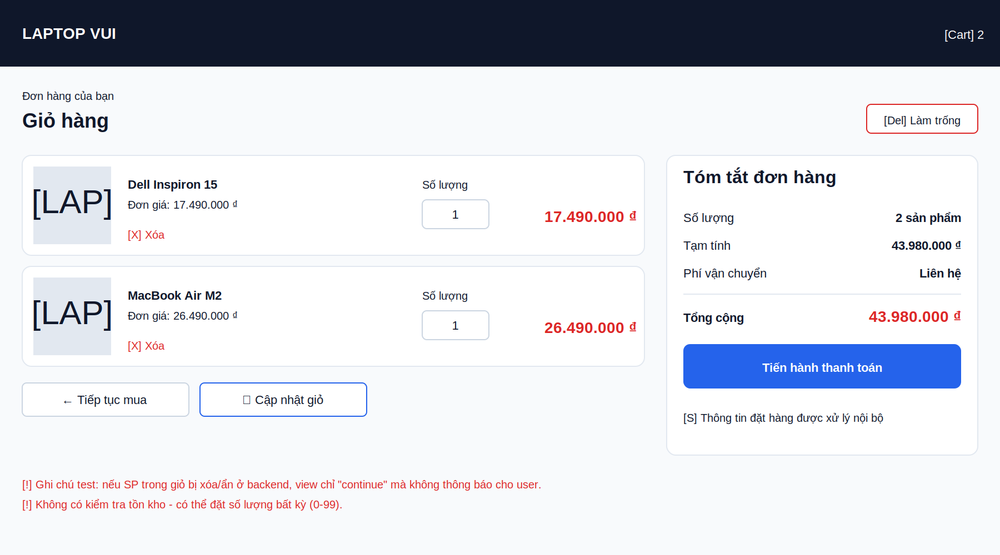 LAPTOP VUI
[Cart] 2
Đơn hàng của bạn
Giỏ hàng
[Del] Làm trống
[LAP]
Dell Inspiron 15
Đơn giá: 17.490.000 ₫
[X] Xóa
Số lượng
1
17.490.000 ₫
[LAP]
MacBook Air M2
Đơn giá: 26.490.000 ₫
[X] Xóa
Số lượng
1
26.490.000 ₫
← Tiếp tục mua
Cập nhật giỏ
Tóm tắt đơn hàng
Số lượng
2 sản phẩm
Tạm tính
43.980.000 ₫
Phí vận chuyển
Liên hệ
Tổng cộng
43.980.000 ₫
Tiến hành thanh toán
[S] Thông tin đặt hàng được xử lý nội bộ
[!] Ghi chú test: nếu SP trong giỏ bị xóa/ẩn ở backend, view chỉ "continue" mà không thông báo cho user.
[!] Không có kiểm tra tồn kho - có thể đặt số lượng bất kỳ (0-99).